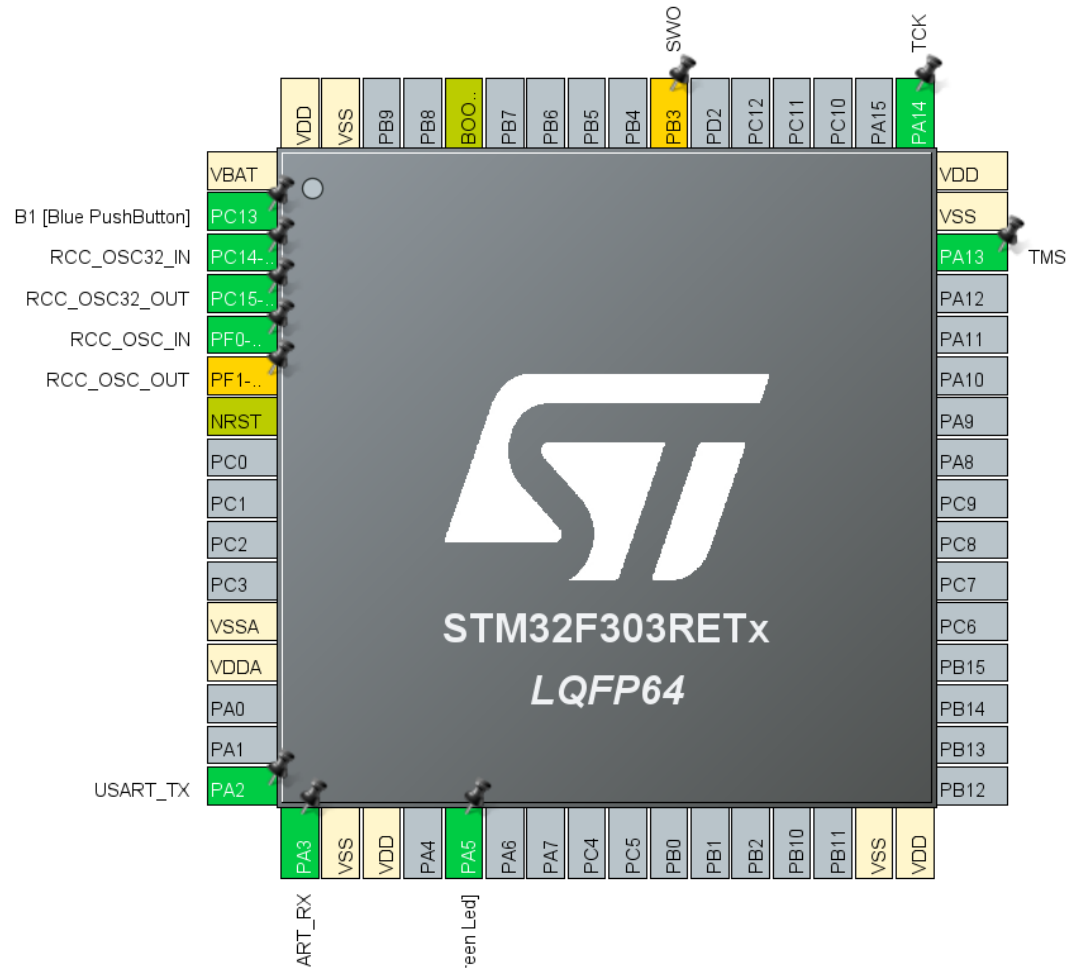 SWO
TCK
VDD
VSS
PB9
PB8
BOO..
PB7
PB6
PB5
PB4
PB3
PD2
PC12
PC11
PC10
PA15
PA14
VBAT
B1 [Blue PushButton] PC13
RCC_OSC32_IN PC14-..
RCC_OSC32_OUT PC15-..
RCC_OSC_IN PF0-..
RCC_OSC_OUT PF1-..
NRST
PC0
PC1
PC2
PC3
VSSA
VDDA
PA0
PA1
USART_TX PA2
VDD
VSS
PA13 TMS
PA12
PA11
PA10
PA9
PA8
PC9
PC8
PC7
PC6
PB15
PB14
PB13
PB12
ST
STM32F303RETx
LQFP64
PA3
VSS
VDD
PA4
PA5
PA6
PA7
PC4
PC5
PB0
PB1
PB2
PB10
PB11
VSS
VDD
ART_RX
reen Led]